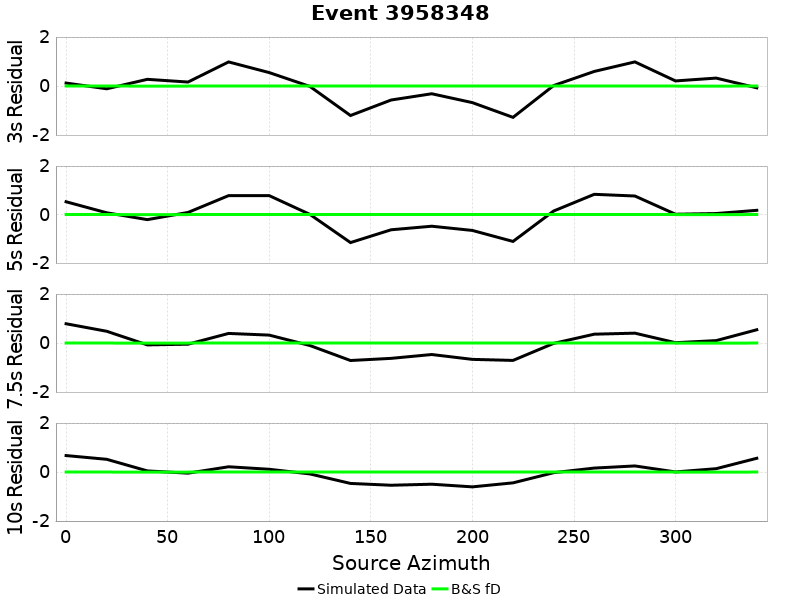 Event 3958348
3s Residual
2
0
-2
5s Residual
2
0
-2
7.5s Residual
2
0
-2
10s Residual
2
0
-2
0 50 100 150 200 250 300
Source Azimuth
Simulated Data B&S fD